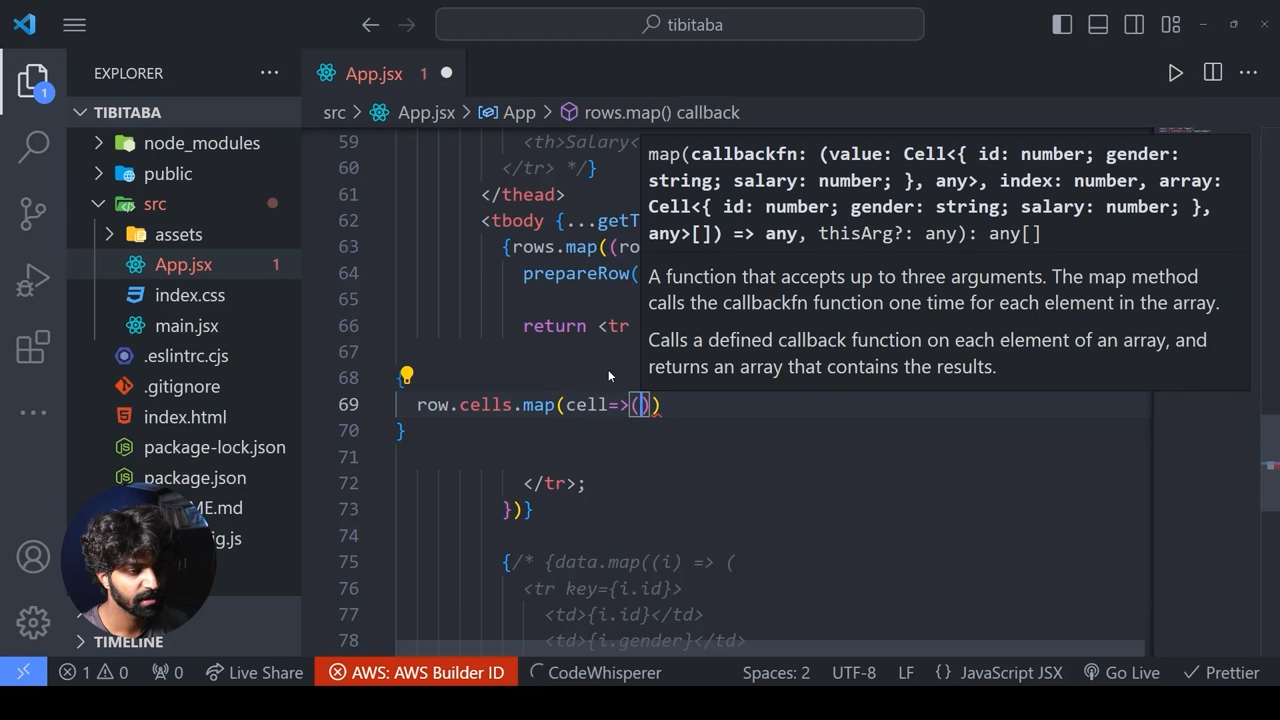 tibitaba
EXPLORER
App.jsx 1
TIBITABA
src App.jsx App rows.map() callback
node_modules
public
src
assets
App.jsx 1
index.css
main.jsx
.eslintrc.cjs
.gitignore
index.html
package-lock.json
package.json
ME.md
ig.js
TIMELINE
59 <th>Salary<
60 </tr> */}
61 </thead>
62 <tbody {...getT
63 {rows.map((ro
64 prepareRow(
65
66 return <tr
67
68 {
69 row.cells.map(cell=>())
70 }
71
72 </tr>;
73 })}
74
75 {/* {data.map((i) => (
76 <tr key={i.id}>
77 <td>{i.id}</td>
78 <td>{i.gender}</td>
map(callbackfn: (value: Cell<{ id: number; gender:
string; salary: number; }, any>, index: number, array:
Cell<{ id: number; gender: string; salary: number; },
any>[]) => any, thisArg?: any): any[]
A function that accepts up to three arguments. The map method
calls the callbackfn function one time for each element in the array.
Calls a defined callback function on each element of an array, and
returns an array that contains the results.
1
1 0 0 Live Share AWS: AWS Builder ID CodeWhisperer Spaces: 2 UTF-8 LF {} JavaScript JSX Go Live Prettier